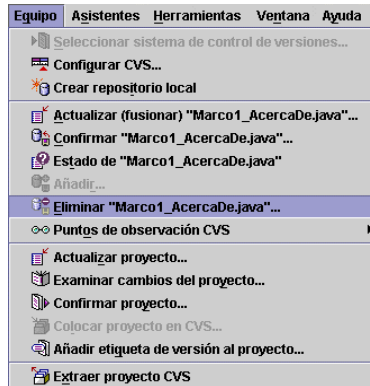 Equipo Asistentes Herramientas Ventana Ayuda
Seleccionar sistema de control de versiones...
Configurar CVS...
Crear repositorio local
Actualizar (fusionar) "Marco1_AcercaDe.java"...
Confirmar "Marco1_AcercaDe.java"...
Estado de "Marco1_AcercaDe.java"
Añadir...
Eliminar "Marco1_AcercaDe.java"...
Puntos de observación CVS
Actualizar proyecto...
Examinar cambios del proyecto...
Confirmar proyecto...
Colocar proyecto en CVS...
Añadir etiqueta de versión al proyecto...
Extraer proyecto CVS